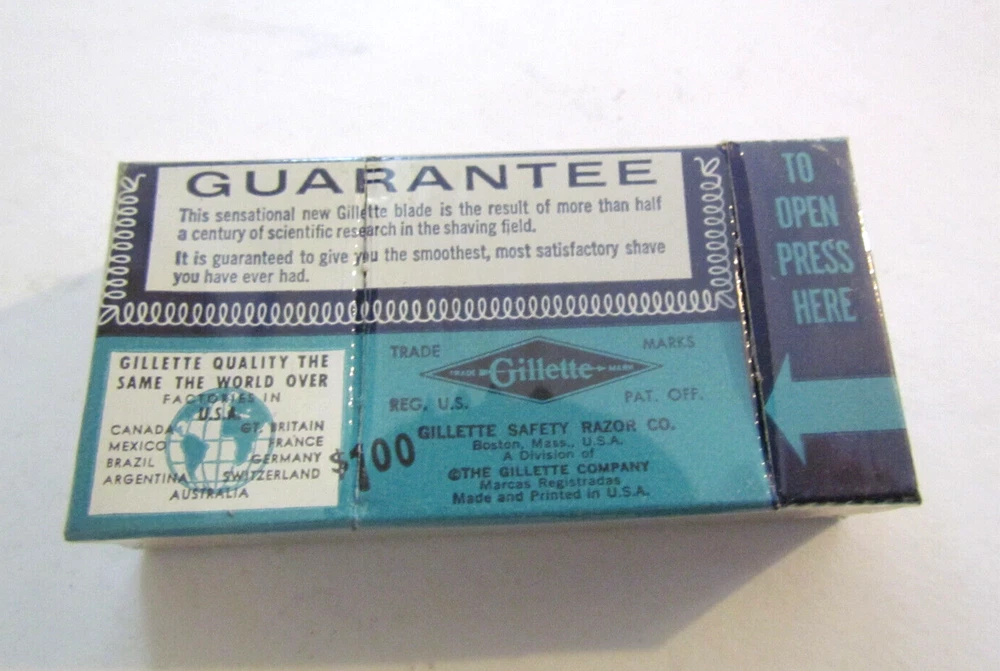 GUARANTEE
This sensational new Gillette blade is the result of more than half
a century of scientific research in the shaving field.
It is guaranteed to give you the smoothest, most satisfactory shave
you have ever had.
TO
OPEN
PRESS
HERE
GILLETTE QUALITY THE
SAME THE WORLD OVER
FACTORIES IN
U.S.A.
CANADA GT. BRITAIN
MEXICO FRANCE
BRAZIL GERMANY
ARGENTINA SWITZERLAND
AUSTRALIA
$100
TRADE MARKS
TRADE Gillette MARK
REG. U.S. PAT. OFF.
GILLETTE SAFETY RAZOR CO.
Boston, Mass., U.S.A.
A Division of
©THE GILLETTE COMPANY
Marcas Registradas
Made and Printed in U.S.A.